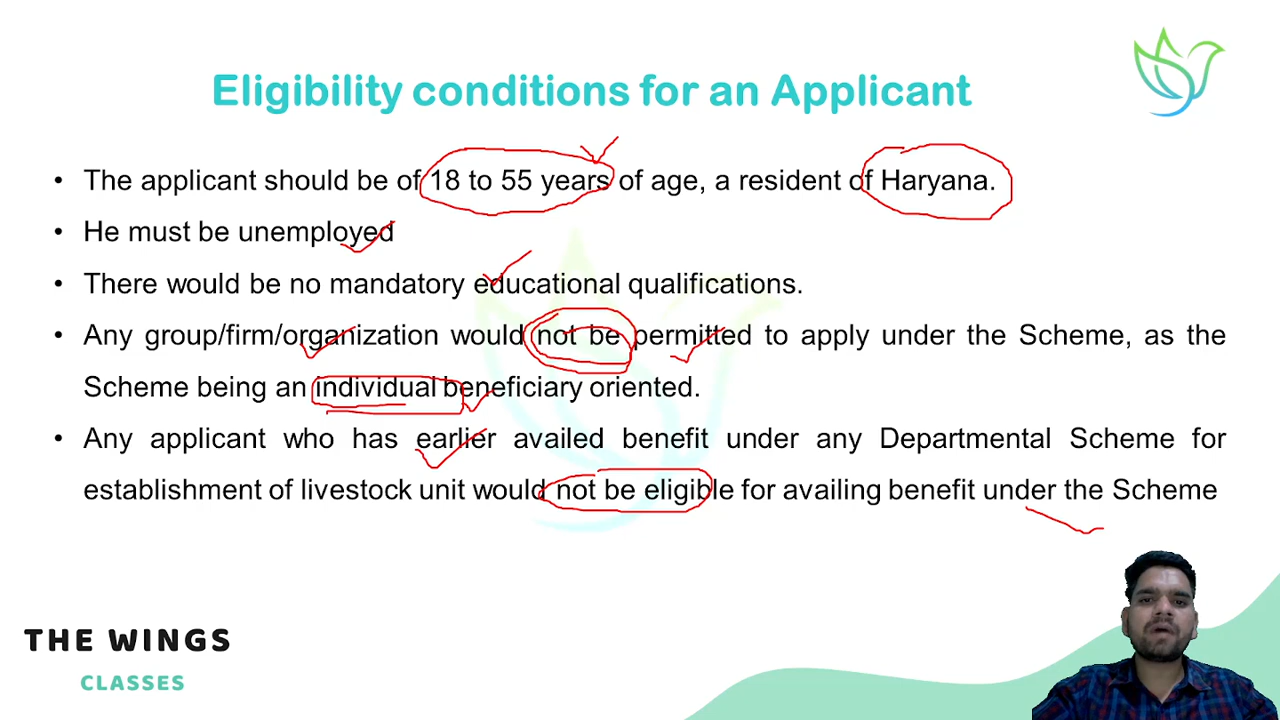 Eligibility conditions for an Applicant
• The applicant should be of 18 to 55 years of age, a resident of Haryana.
• He must be unemployed
• There would be no mandatory educational qualifications.
• Any group/firm/organization would not be permitted to apply under the Scheme, as the
Scheme being an individual beneficiary oriented.
• Any applicant who has earlier availed benefit under any Departmental Scheme for
establishment of livestock unit would not be eligible for availing benefit under the Scheme
THE WINGS
CLASSES